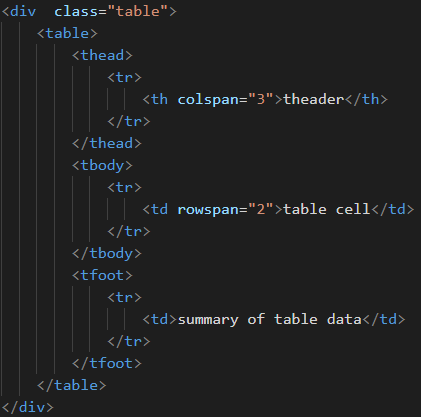 <div  class="table">
    <table>
        <thead>
            <tr>
                <th colspan="3">theader</th>
            </tr>
        </thead>
        <tbody>
            <tr>
                <td rowspan="2">table cell</td>
            </tr>
        </tbody>
        <tfoot>
            <tr>
                <td>summary of table data</td>
            </tr>
        </tfoot>
    </table>
</div>